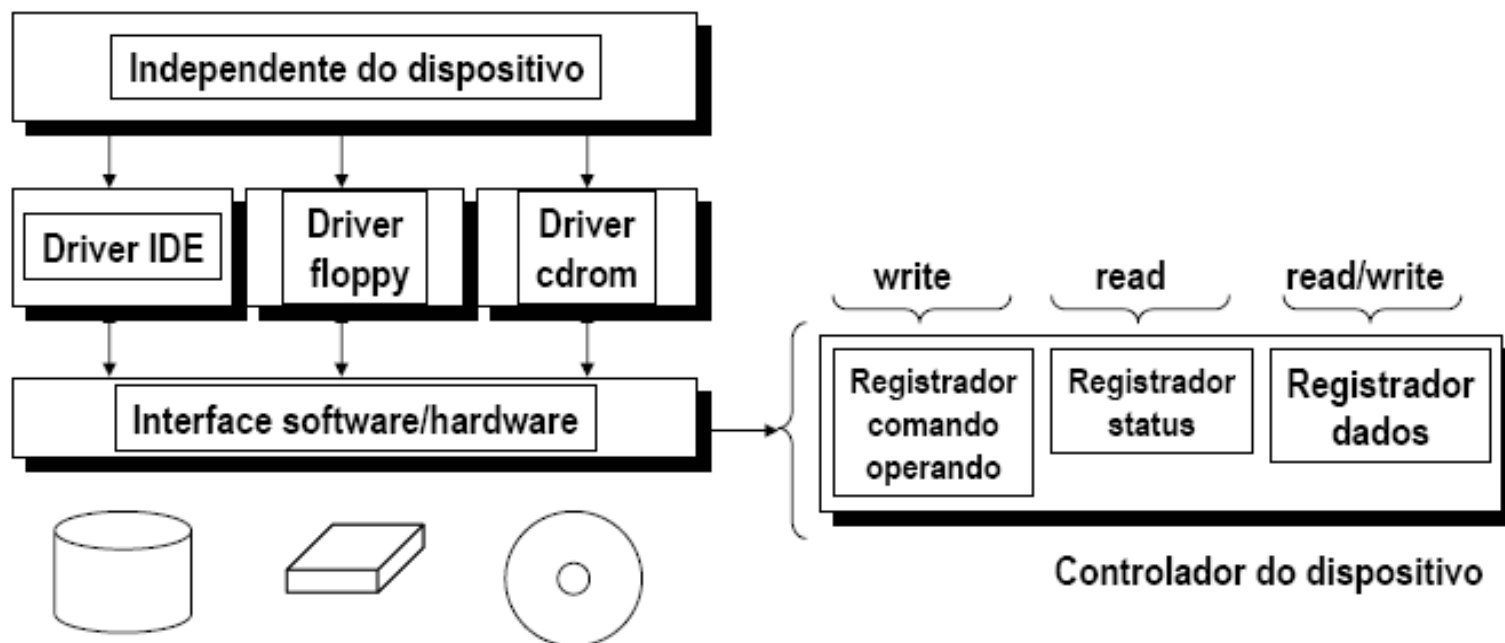 Independente do dispositivo
Driver IDE
Driver
floppy
Driver
cdrom
Interface software/hardware
write
read
read/write
Registrador
comando
operando
Registrador
status
Registrador
dados
Controlador do dispositivo